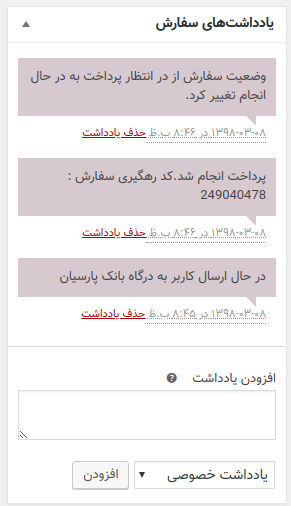 یادداشت‌های سفارش
وضعیت سفارش از در انتظار پرداخت به در حال
انجام تغییر کرد.
۱۳۹۸-۰۳-۰۸ در ۸:۴۶ ب.ظ حذف یادداشت
پرداخت انجام شد.کد رهگیری سفارش :
249040478
۱۳۹۸-۰۳-۰۸ در ۸:۴۶ ب.ظ حذف یادداشت
در حال ارسال کاربر به درگاه بانک پارسیان
۱۳۹۸-۰۳-۰۸ در ۸:۴۵ ب.ظ حذف یادداشت
افزودن یادداشت
یادداشت خصوصی افزودن